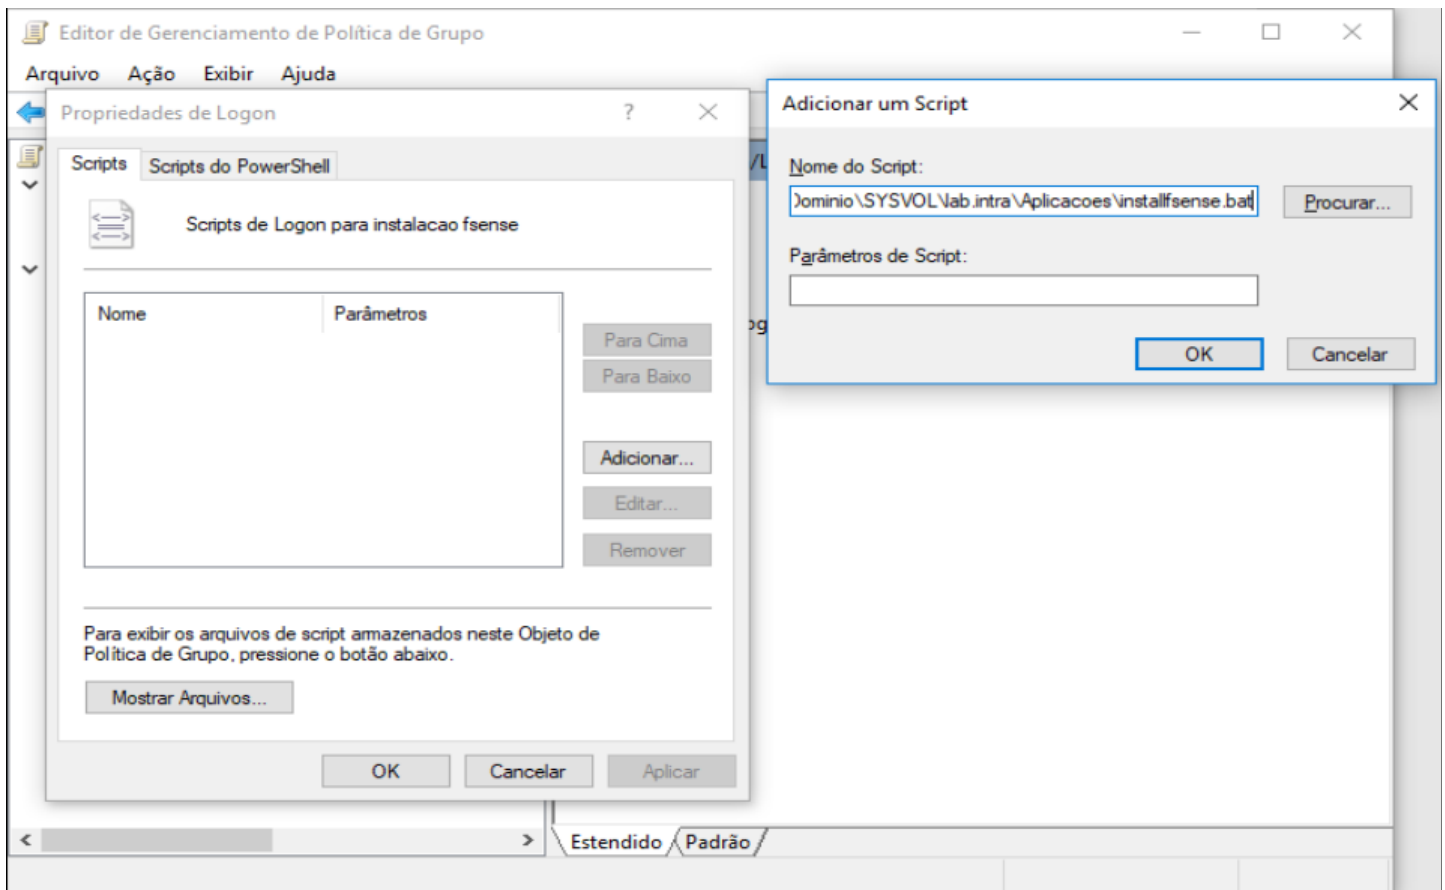 Editor de Gerenciamento de Política de Grupo
Arquivo Ação Exibir Ajuda
Propriedades de Logon
?
Scripts
Scripts do PowerShell
Scripts de Logon para instalacao fsense
Nome
Parâmetros
Para Cima
Para Baixo
Adicionar...
Editar...
Remover
Para exibir os arquivos de script armazenados neste Objeto de
Política de Grupo, pressione o botão abaixo.
Mostrar Arquivos...
OK
Cancelar
Aplicar
Adicionar um Script
Nome do Script:
Dominio\SYSVOL\lab.intra\Aplicacoes\installfsense.bat
Procurar...
Parâmetros de Script:
OK
Cancelar
Estendido
Padrão